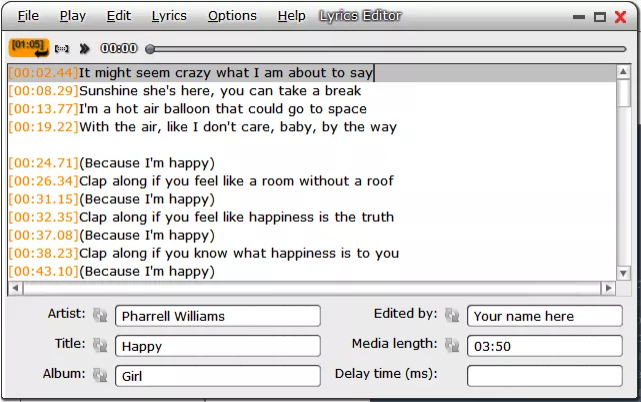 File Play Edit Lyrics Options Help Lyrics Editor
[01:05] 00:00
[00:02.44]It might seem crazy what I am about to say
[00:08.29]Sunshine she's here, you can take a break
[00:13.77]I'm a hot air balloon that could go to space
[00:19.22]With the air, like I don't care, baby, by the way
[00:24.71](Because I'm happy)
[00:26.34]Clap along if you feel like a room without a roof
[00:31.15](Because I'm happy)
[00:32.35]Clap along if you feel like happiness is the truth
[00:37.08](Because I'm happy)
[00:38.23]Clap along if you know what happiness is to you
[00:43.10](Because I'm happy)
Artist: Pharrell Williams Edited by: Your name here
Title: Happy Media length: 03:50
Album: Girl Delay time (ms):